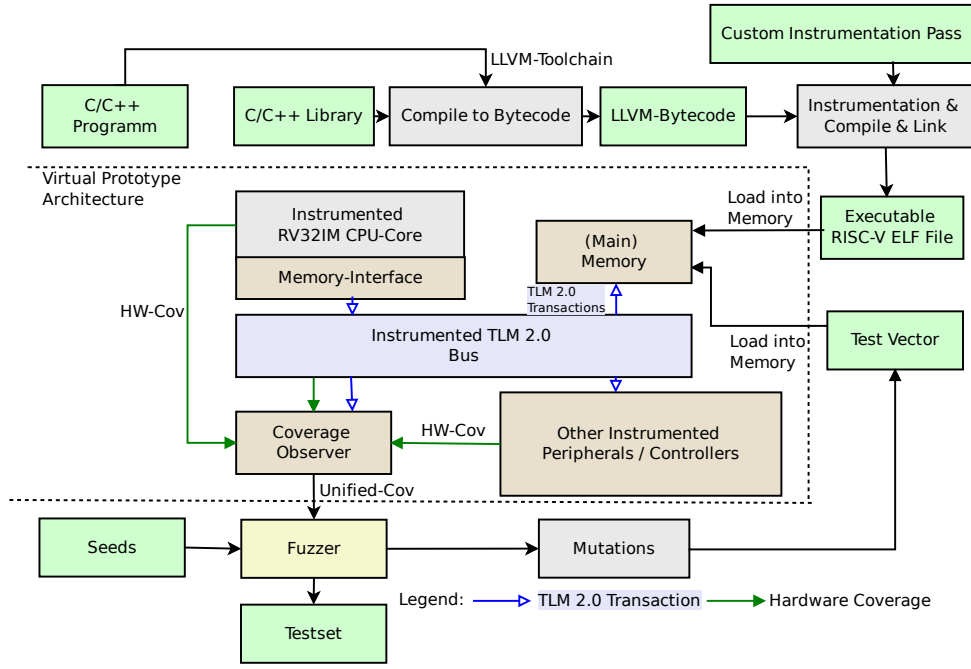 Custom Instrumentation Pass
LLVM-Toolchain
C/C++
Programm
C/C++ Library
Compile to Bytecode
LLVM-Bytecode
Instrumentation &
Compile & Link
Virtual Prototype
Architecture
Instrumented
RV32IM CPU-Core
Memory-Interface
(Main)
Memory
Load into
Memory
Executable
RISC-V ELF File
HW-Cov
TLM 2.0
Transactions
Instrumented TLM 2.0
Bus
Load into
Memory
Test Vector
Coverage
Observer
HW-Cov
Other Instrumented
Peripherals / Controllers
Unified-Cov
Seeds
Fuzzer
Mutations
Legend:
TLM 2.0 Transaction
Hardware Coverage
Testset